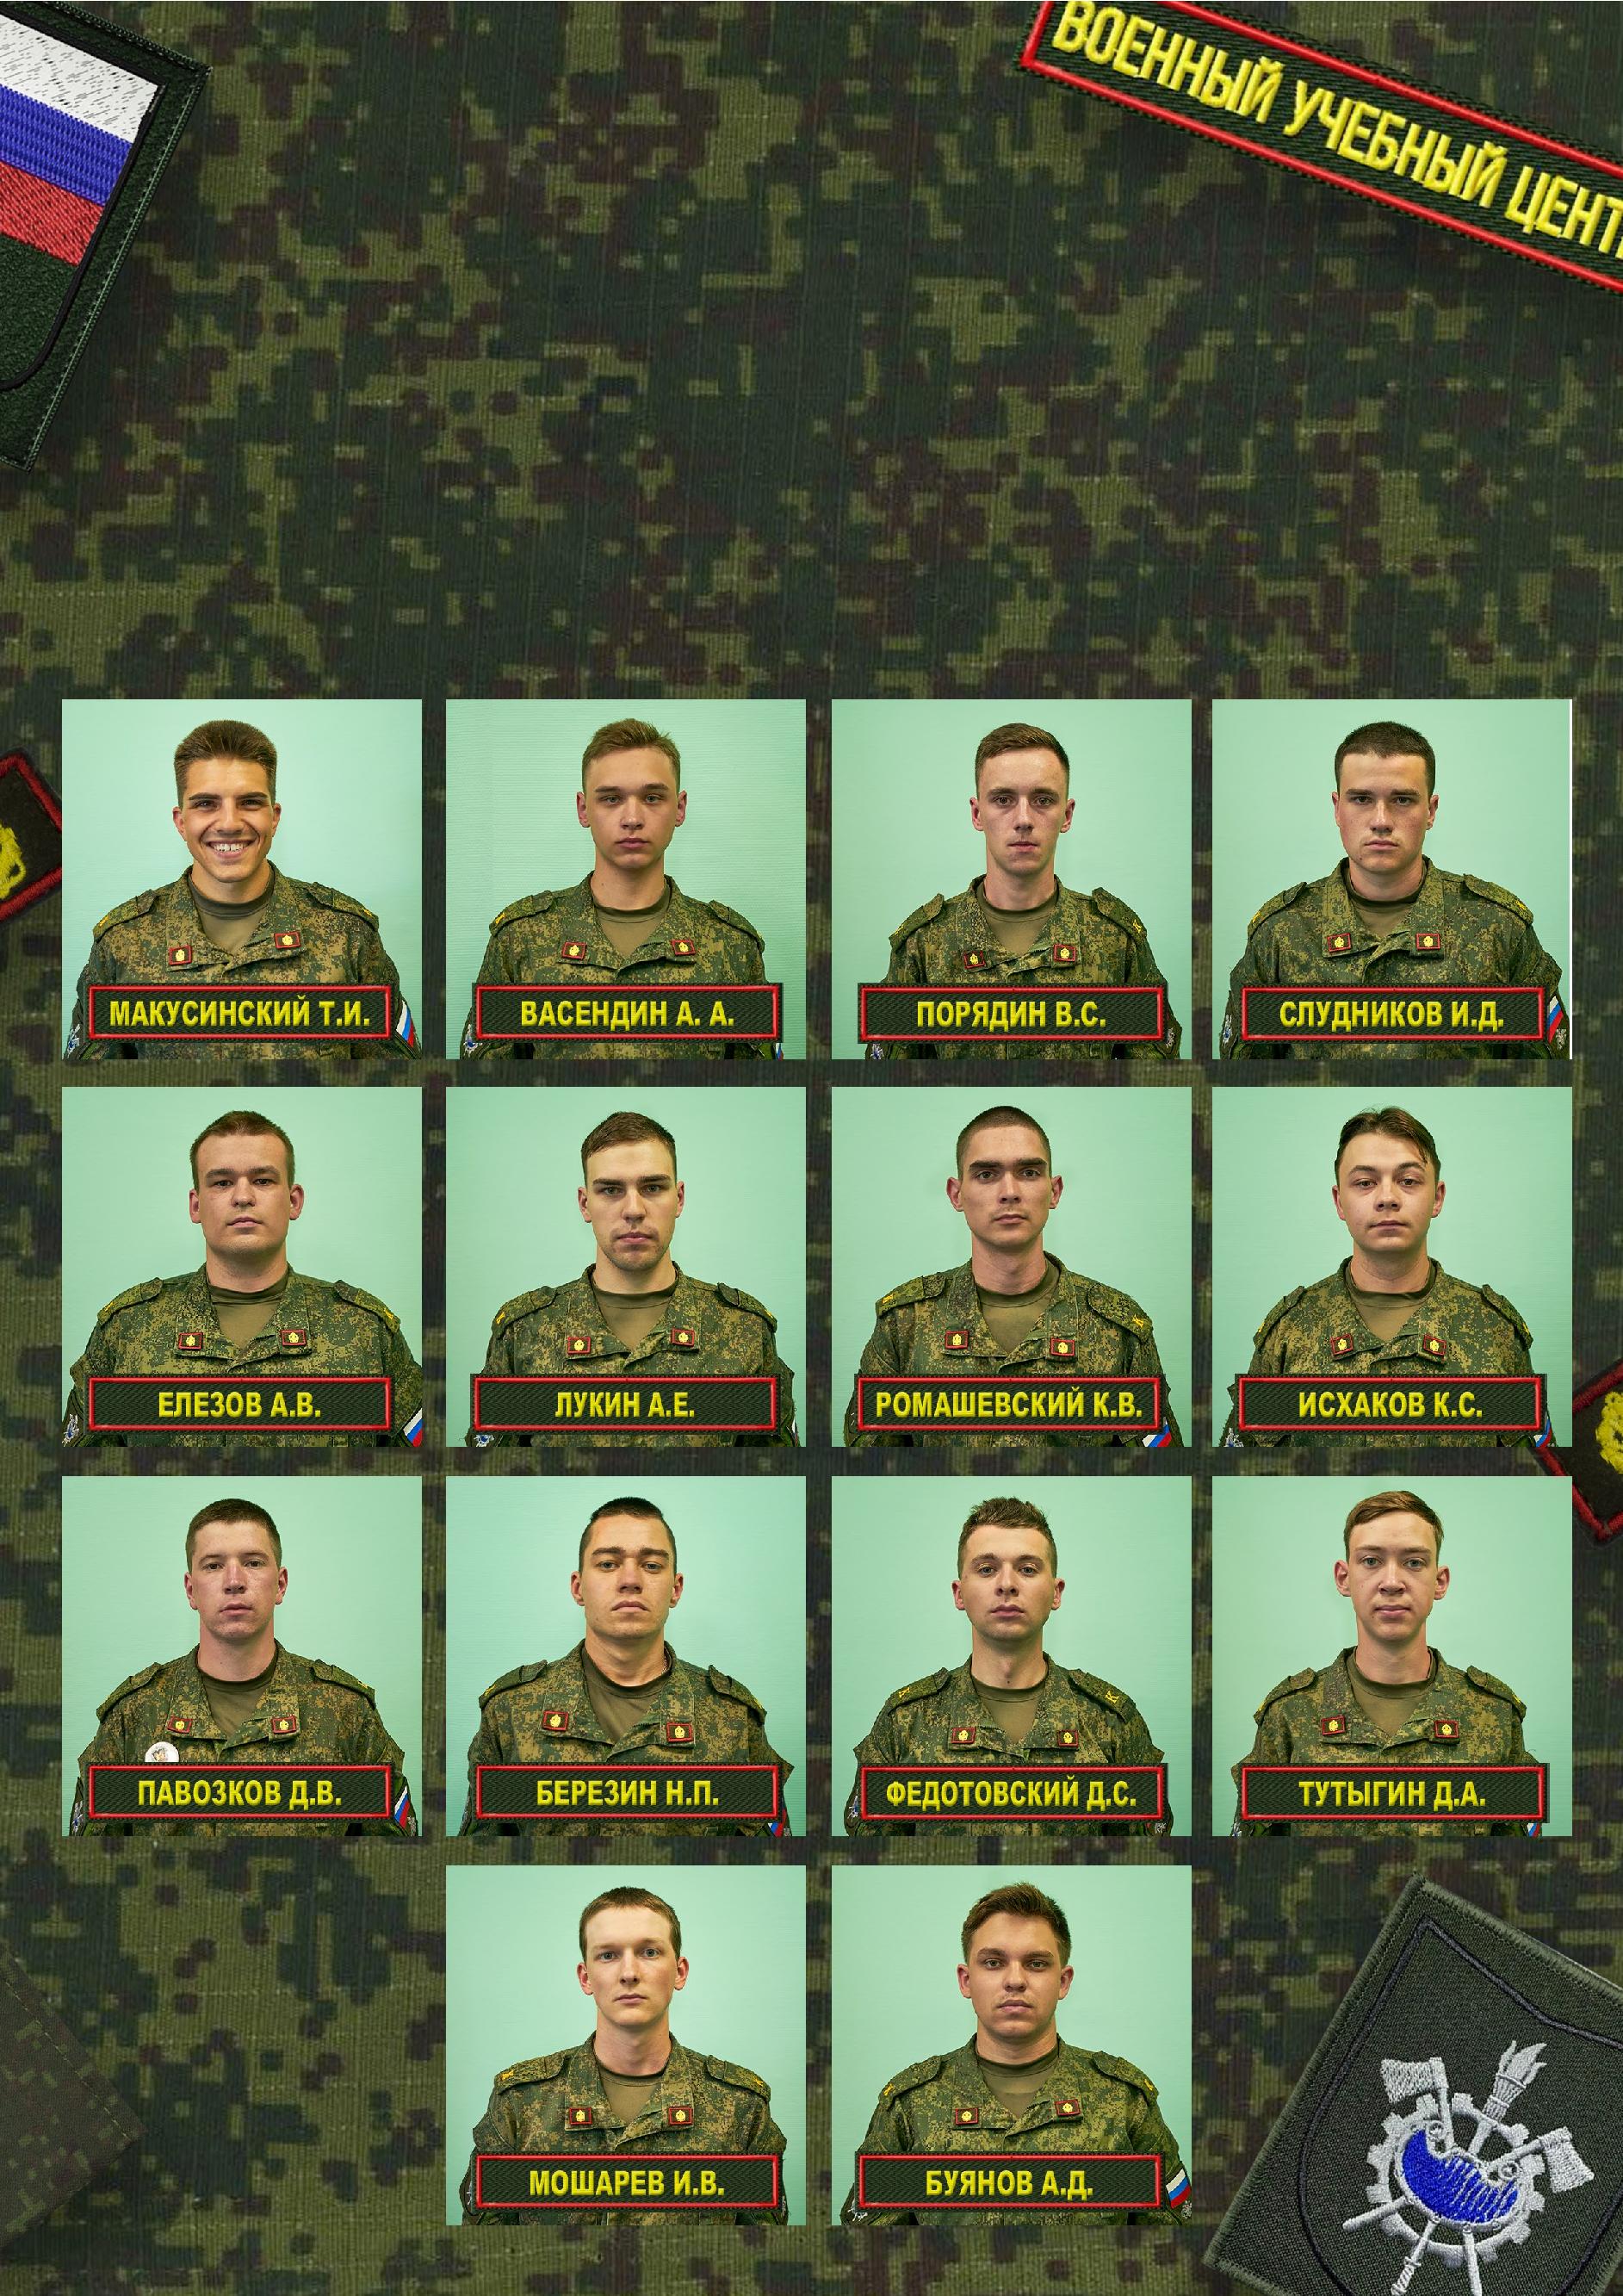 ВОЕННЫЙ УЧЕБНЫЙ ЦЕНТ
МАКУСИНСКИЙ Т.И.
ВАСЕНДИН А. А.
ПОРЯДИН В.С.
СЛУДНИКОВ И.Д.
ЕЛЕЗОВ А.В.
ЛУКИН А.Е.
РОМАШЕВСКИЙ К.В.
ИСХАКОВ К.С.
ПАВОЗКОВ Д.В.
БЕРЕЗИН Н.П.
ФЕДОТОВСКИЙ Д.С.
ТУТЫГИН Д.А.
МОШАРЕВ И.В.
БУЯНОВ А.Д.